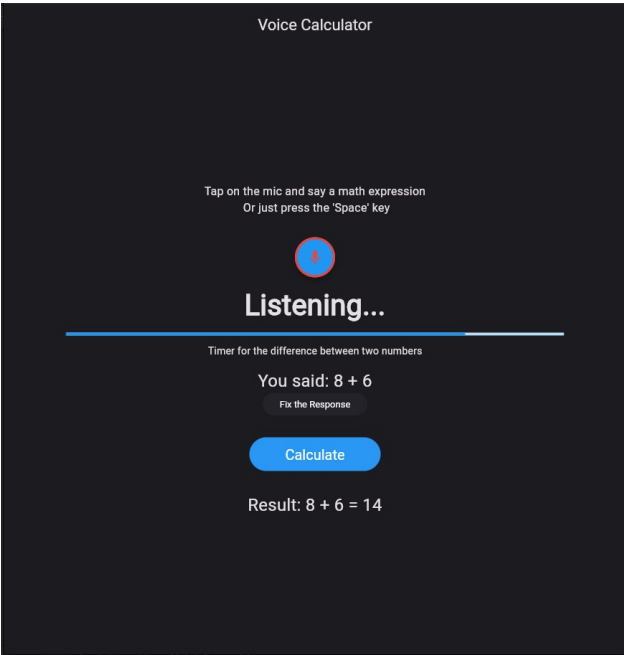 Voice Calculator
Tap on the mic and say a math expression
Or just press the 'Space' key
Listening...
Timer for the difference between two numbers
You said: 8 + 6
Fix the Response
Calculate
Result: 8 + 6 = 14